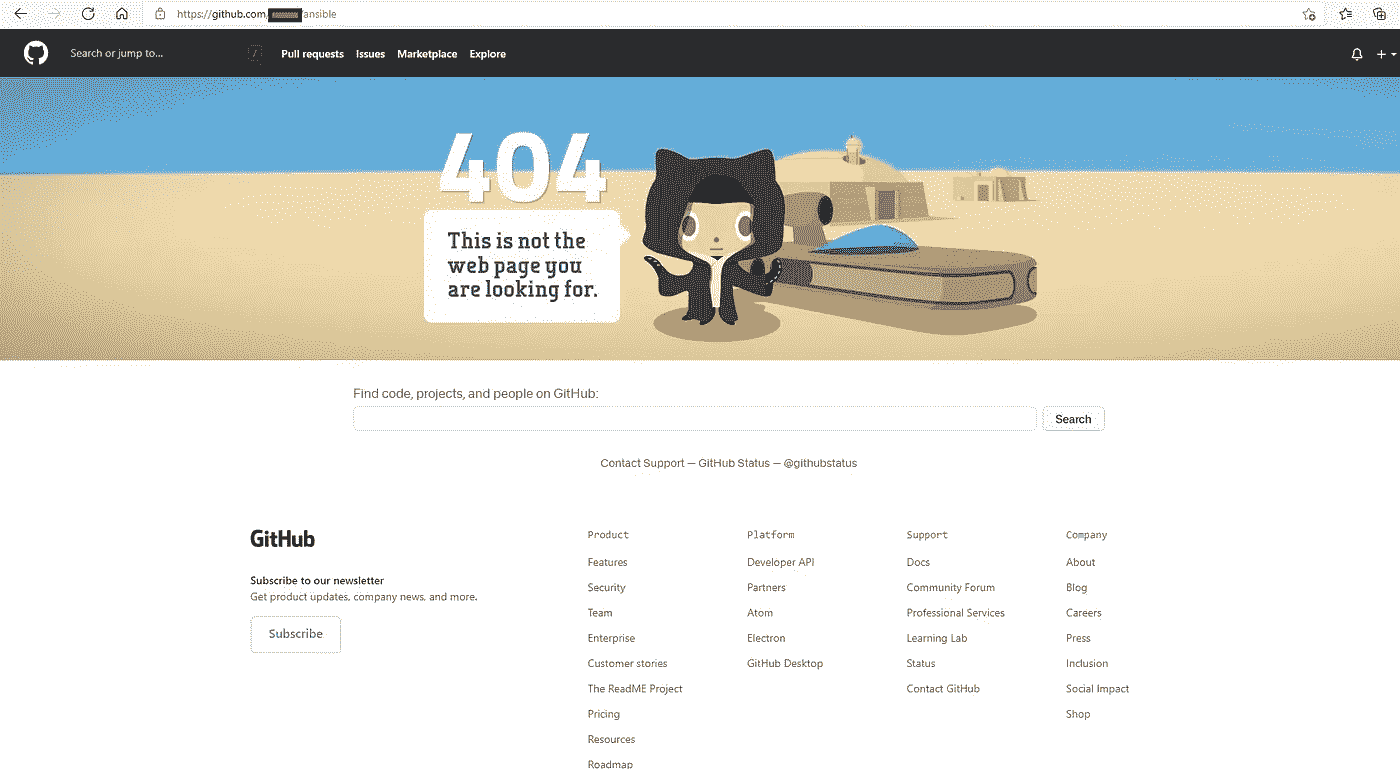 https://github.com/ ansible
Search or jump to...
/
Pull requests
Issues
Marketplace
Explore
404
This is not the
web page you
are looking for.
Find code, projects, and people on GitHub:
Search
Contact Support — GitHub Status — @githubstatus
GitHub
Subscribe to our newsletter
Get product updates, company news, and more.
Subscribe
Product
Features
Security
Team
Enterprise
Customer stories
The ReadME Project
Pricing
Resources
Roadmap
Platform
Developer API
Partners
Atom
Electron
GitHub Desktop
Support
Docs
Community Forum
Professional Services
Learning Lab
Status
Contact GitHub
Company
About
Blog
Careers
Press
Inclusion
Social Impact
Shop